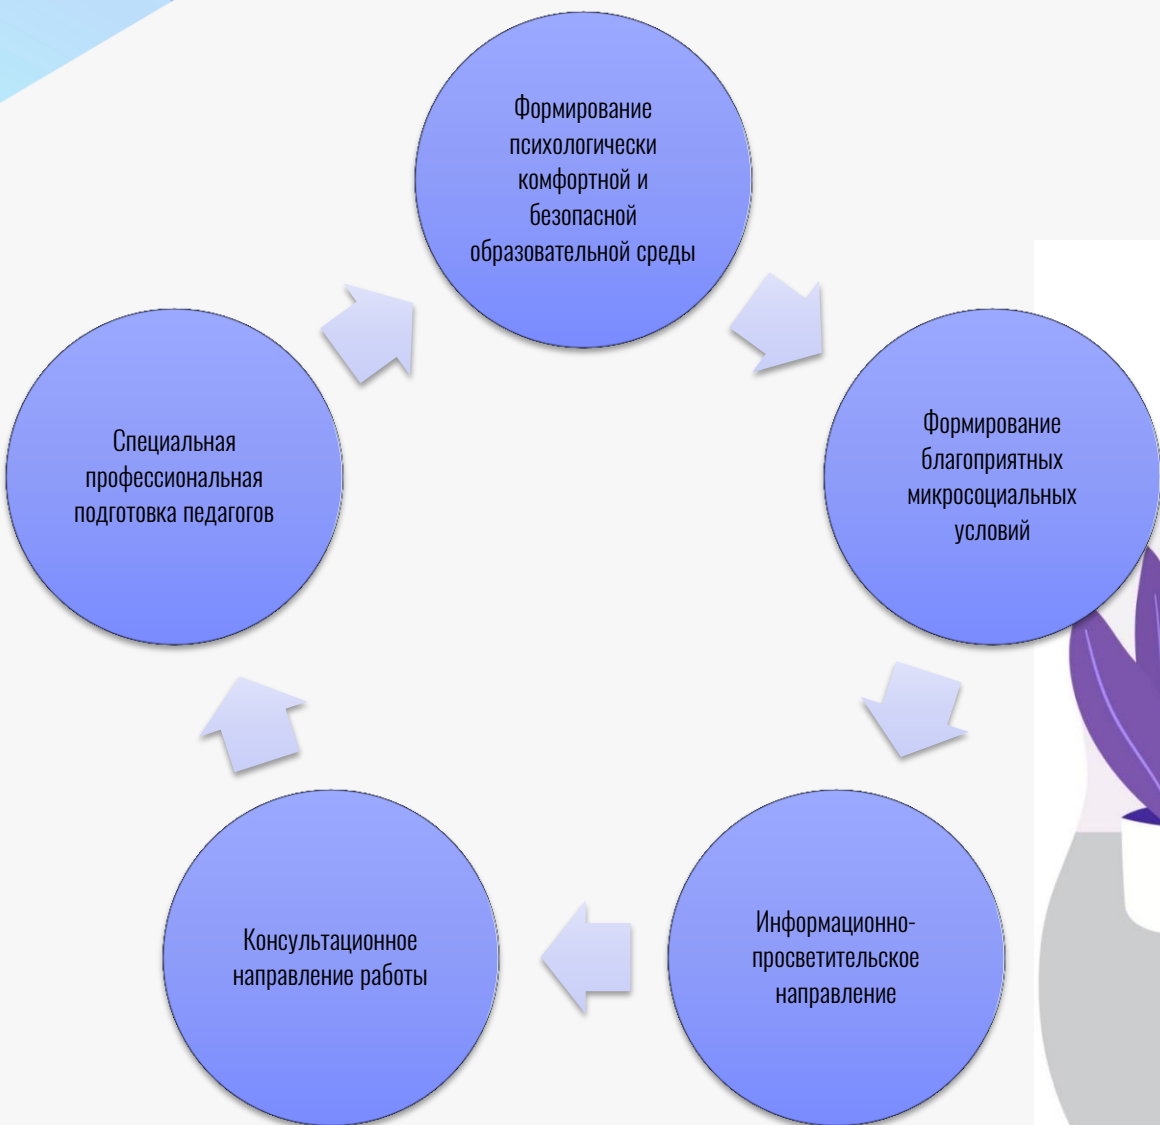 Формирование
психологически
комфортной и
безопасной
образовательной среды
Формирование
благоприятных
микросоциальных
условий
Информационно-
просветительское
направление
Консультационное
направление работы
Специальная
профессиональная
подготовка педагогов